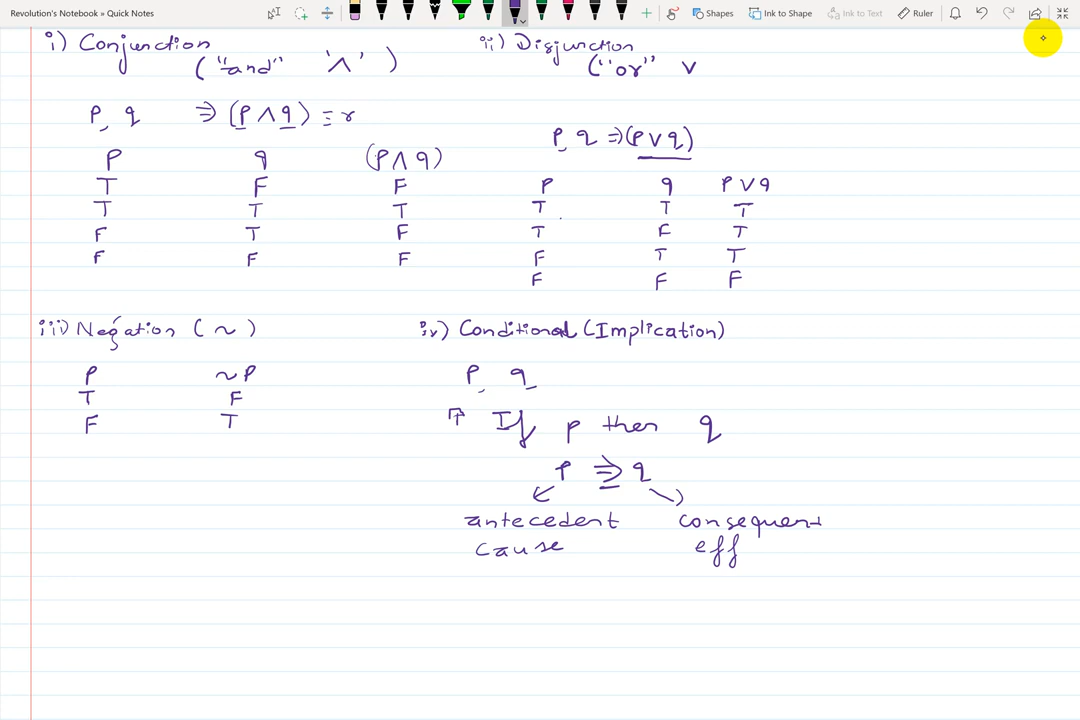 Revolution's Notebook » Quick Notes
Shapes
Ink to Shape
Ink to Text
Ruler
i) Conjunction
("and" '∧')
P, q ⇒ (P ∧ q) ≡ r
P q (P ∧ q)
T F F
T T T
F T F
F F F
ii) Disjunction
("or" ∨
P, q ⇒ (P ∨ q)
P q P ∨ q
T T T
T F T
F T T
F F F
iii) Negation (~)
P ~P
T F
F T
iv) Conditional (Implication)
P, q
If p then q
P ⇒ q
antecedent consequent
cause eff